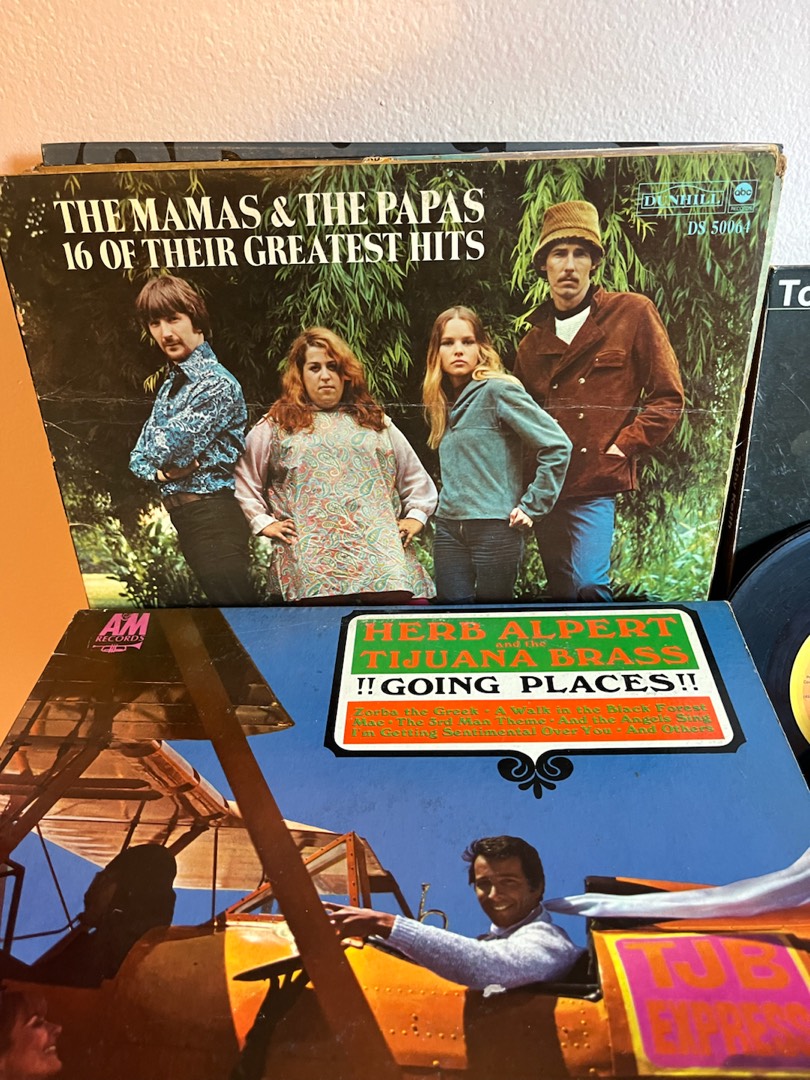 THE MAMAS & THE PAPAS
16 OF THEIR GREATEST HITS
DUNHILL
abc
RECORDS
DS 50064
To
A&M
RECORDS
HERB ALPERT
and the
TIJUANA BRASS
!!GOING PLACES!!
Zorba the Greek · A Walk in the Black Forest
Mae · The 3rd Man Theme · And the Angels Sing
I'm Getting Sentimental Over You · And Others
TJB
EXPRESS